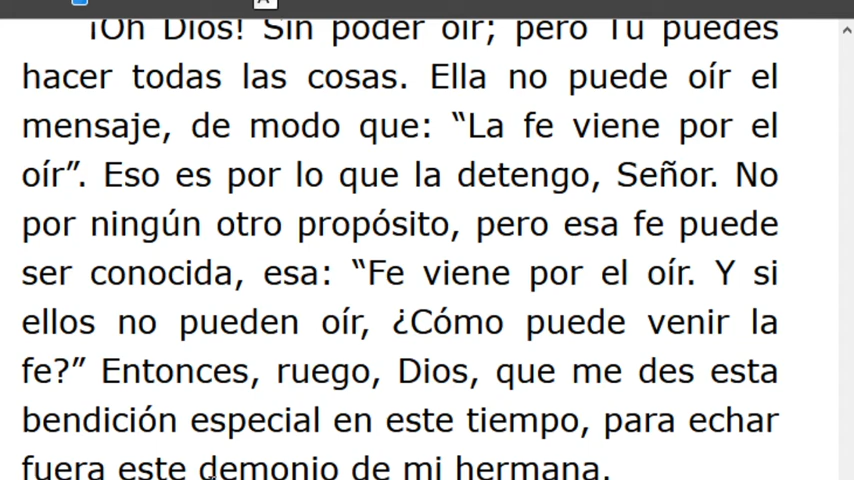 ¡Oh Dios! Sin poder oír; pero Tú puedes
hacer todas las cosas. Ella no puede oír el
mensaje, de modo que: “La fe viene por el
oír”. Eso es por lo que la detengo, Señor. No
por ningún otro propósito, pero esa fe puede
ser conocida, esa: “Fe viene por el oír. Y si
ellos no pueden oír, ¿Cómo puede venir la
fe?” Entonces, ruego, Dios, que me des esta
bendición especial en este tiempo, para echar
fuera este demonio de mi hermana.